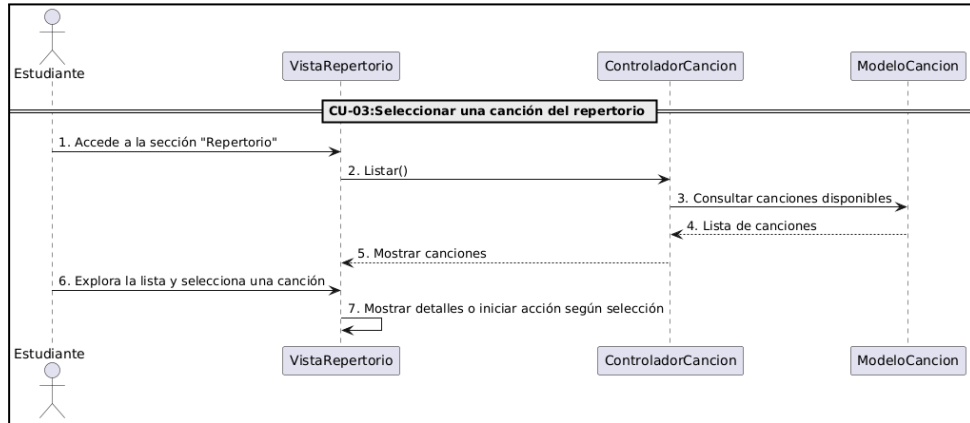 Estudiante
VistaRepertorio
ControladorCancion
ModeloCancion
CU-03:Seleccionar una canción del repertorio
1. Accede a la sección "Repertorio"
2. Listar()
3. Consultar canciones disponibles
4. Lista de canciones
5. Mostrar canciones
6. Explora la lista y selecciona una canción
7. Mostrar detalles o iniciar acción según selección
Estudiante
VistaRepertorio
ControladorCancion
ModeloCancion